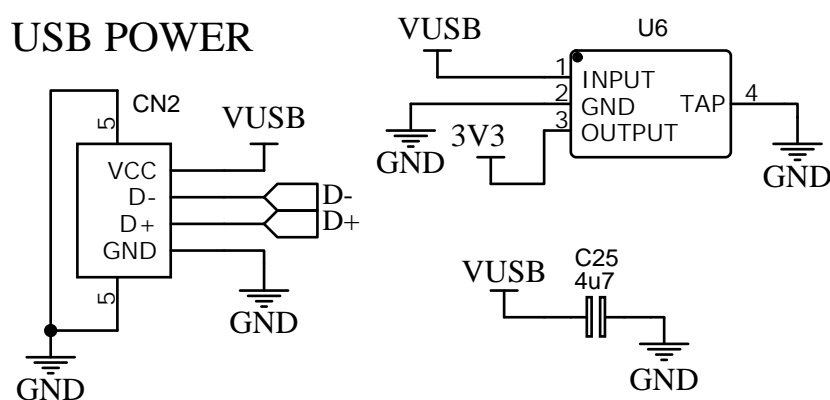 USB POWER
CN2
5
VCC
D-
D+
GND
5
VUSB
D-
D+
GND
GND
VUSB
U6
1
INPUT
2
GND
3
OUTPUT
TAP
4
GND
3V3
GND
VUSB
C25
4u7
GND